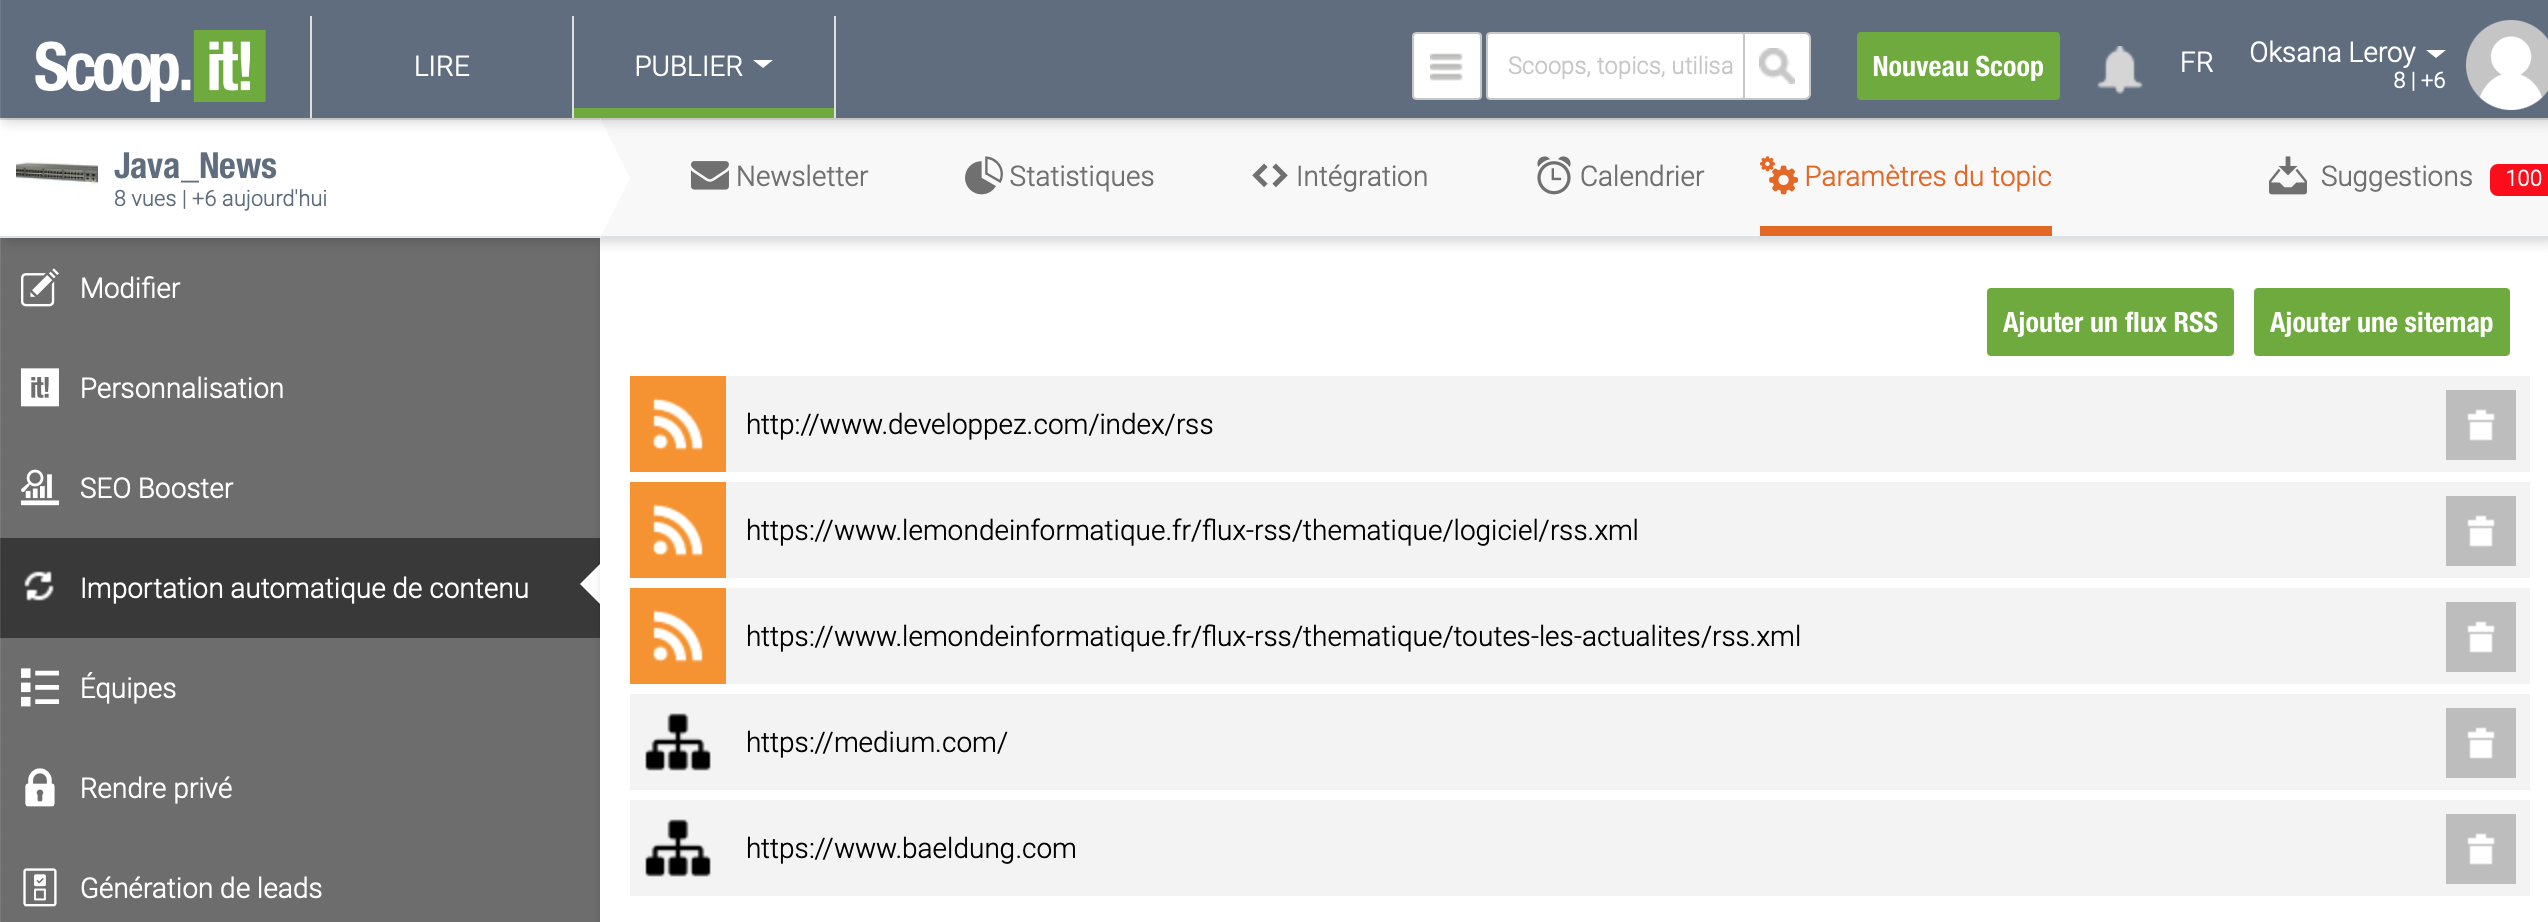 Scoop.it!
LIRE
PUBLIER
Scoops, topics, utilisa
Nouveau Scoop
FR
Oksana Leroy
8 | +6
Java_News
8 vues | +6 aujourd'hui
Newsletter
Statistiques
Intégration
Calendrier
Paramètres du topic
Suggestions
100
Modifier
it! Personnalisation
SEO Booster
Importation automatique de contenu
Équipes
Rendre privé
Génération de leads
Ajouter un flux RSS
Ajouter une sitemap
http://www.developpez.com/index/rss
https://www.lemondeinformatique.fr/flux-rss/thematique/logiciel/rss.xml
https://www.lemondeinformatique.fr/flux-rss/thematique/toutes-les-actualites/rss.xml
https://medium.com/
https://www.baeldung.com